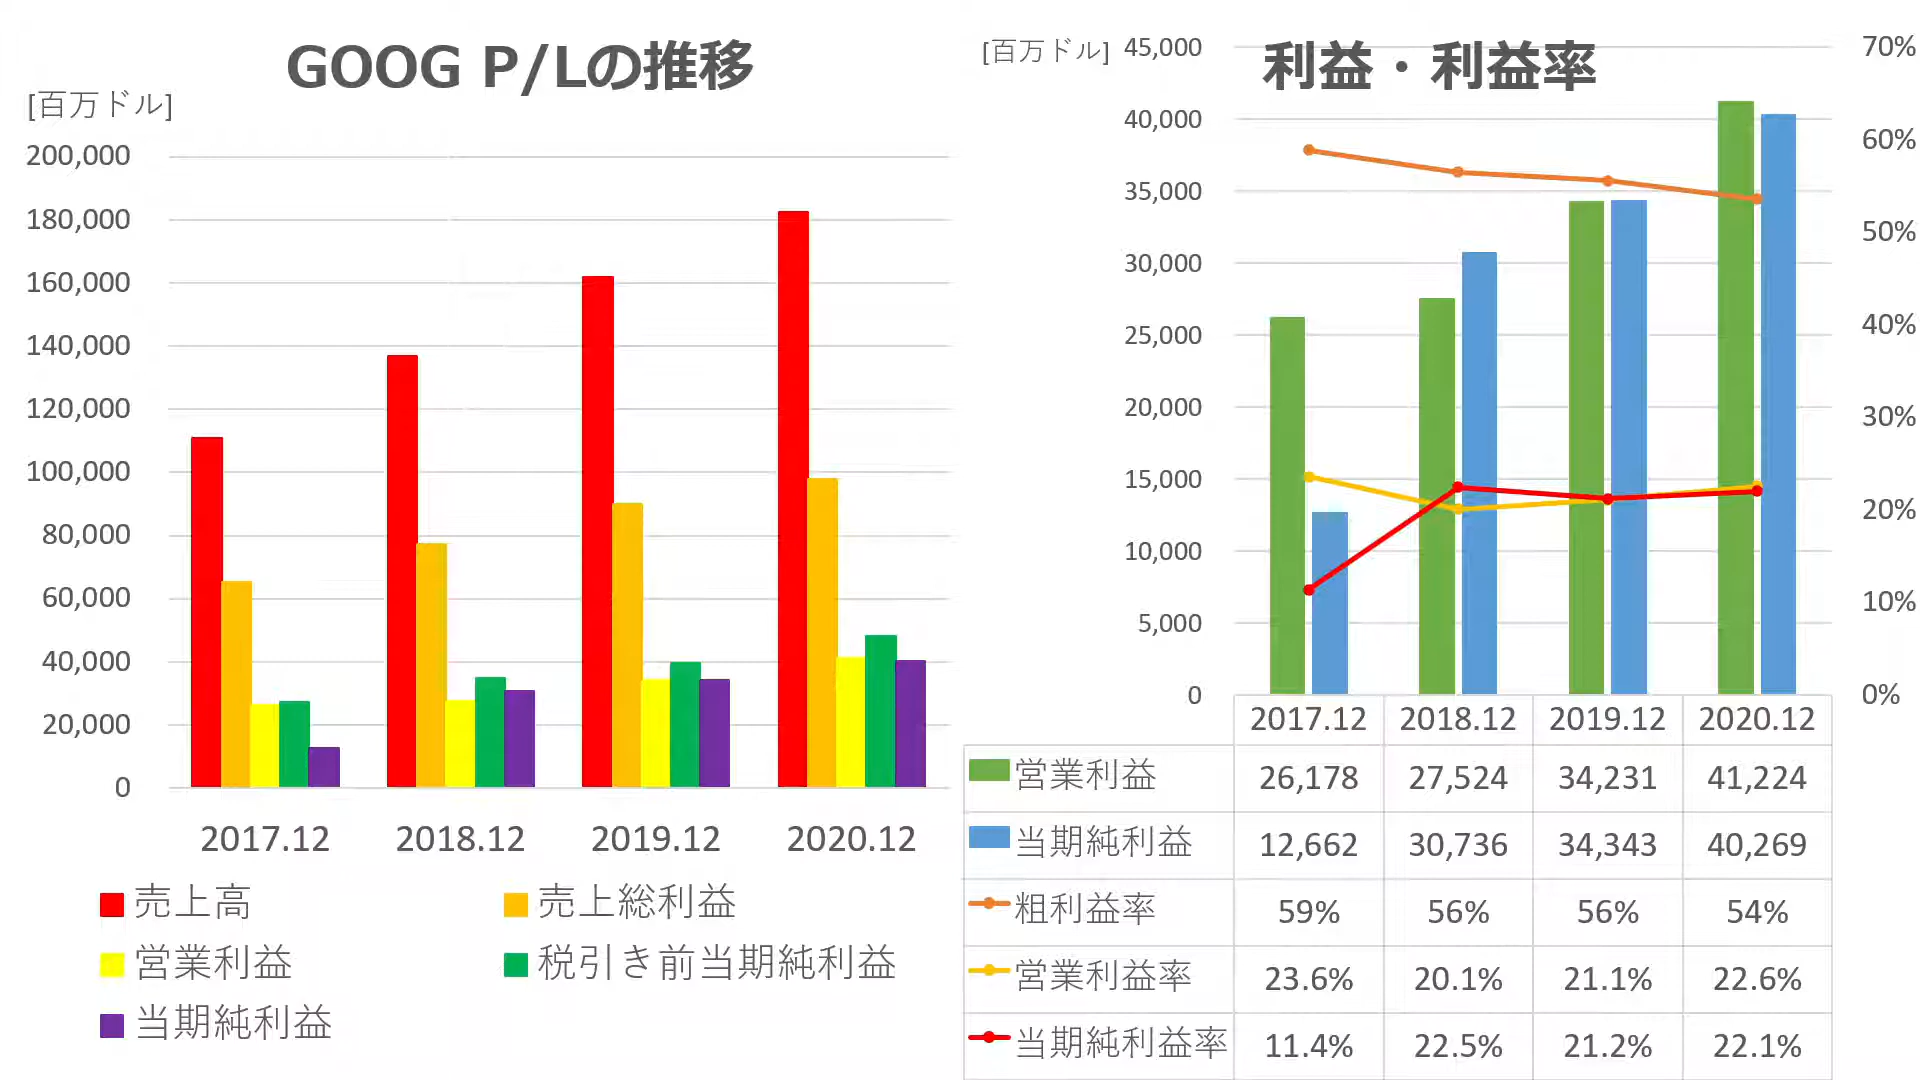 GOOG P/Lの推移
[百万ドル]
200,000
180,000
160,000
140,000
120,000
100,000
80,000
60,000
40,000
20,000
0
2017.12 2018.12 2019.12 2020.12
売上高 売上総利益
営業利益 税引き前当期純利益
当期純利益
利益・利益率
[百万ドル]
45,000
40,000
35,000
30,000
25,000
20,000
15,000
10,000
5,000
0
70%
60%
50%
40%
30%
20%
10%
0%
2017.12 2018.12 2019.12 2020.12
営業利益 26,178 27,524 34,231 41,224
当期純利益 12,662 30,736 34,343 40,269
粗利益率 59% 56% 56% 54%
営業利益率 23.6% 20.1% 21.1% 22.6%
当期純利益率 11.4% 22.5% 21.2% 22.1%